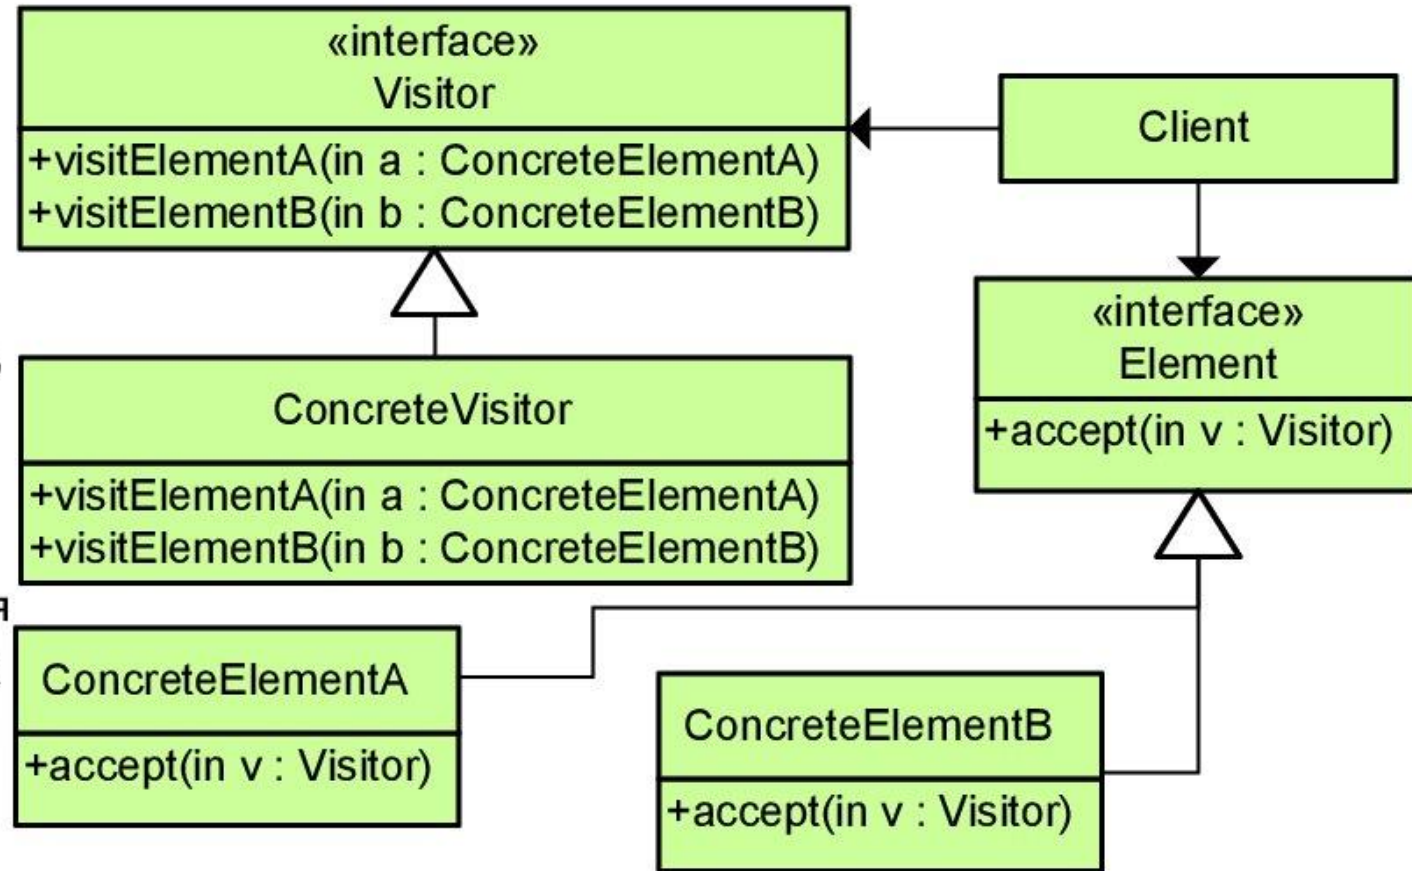 «interface»
Visitor
+visitElementA(in a : ConcreteElementA)
+visitElementB(in b : ConcreteElementB)
Client
«interface»
Element
+accept(in v : Visitor)
ConcreteVisitor
+visitElementA(in a : ConcreteElementA)
+visitElementB(in b : ConcreteElementB)
я
ConcreteElementA
+accept(in v : Visitor)
ConcreteElementB
+accept(in v : Visitor)